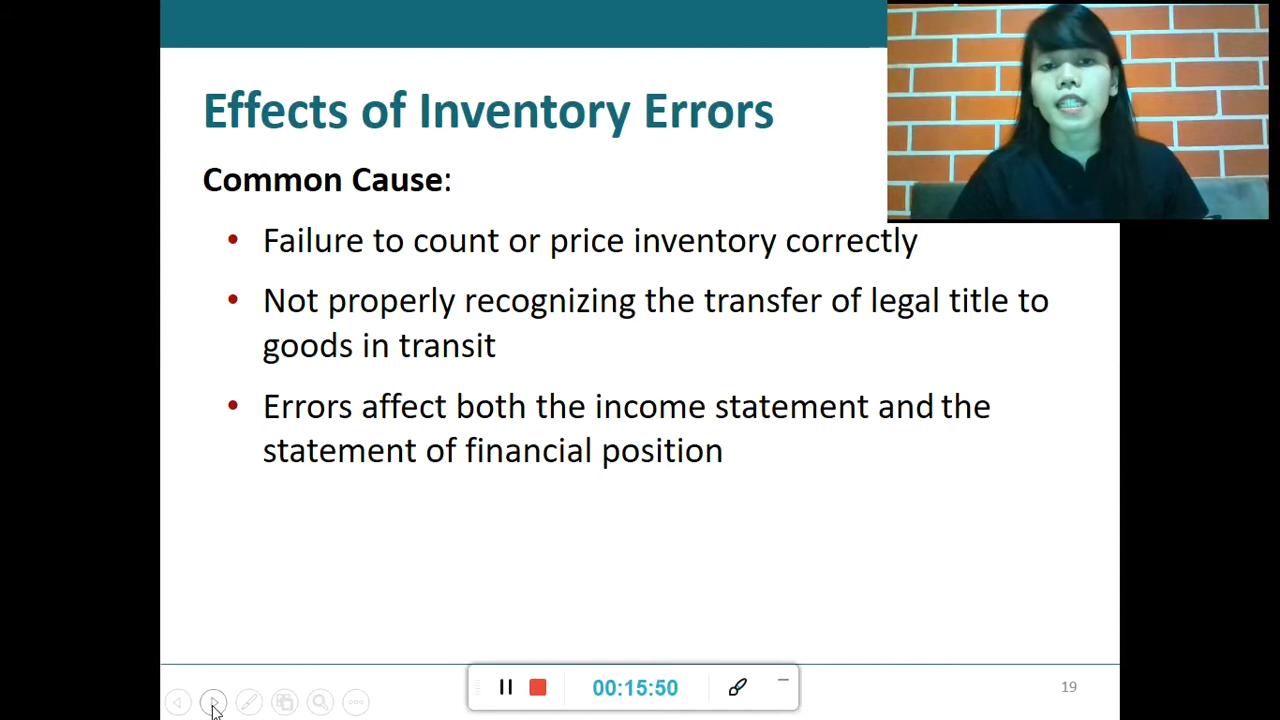 Effects of Inventory Errors
Common Cause:
• Failure to count or price inventory correctly
• Not properly recognizing the transfer of legal title to
goods in transit
• Errors affect both the income statement and the
statement of financial position
00:15:50
19